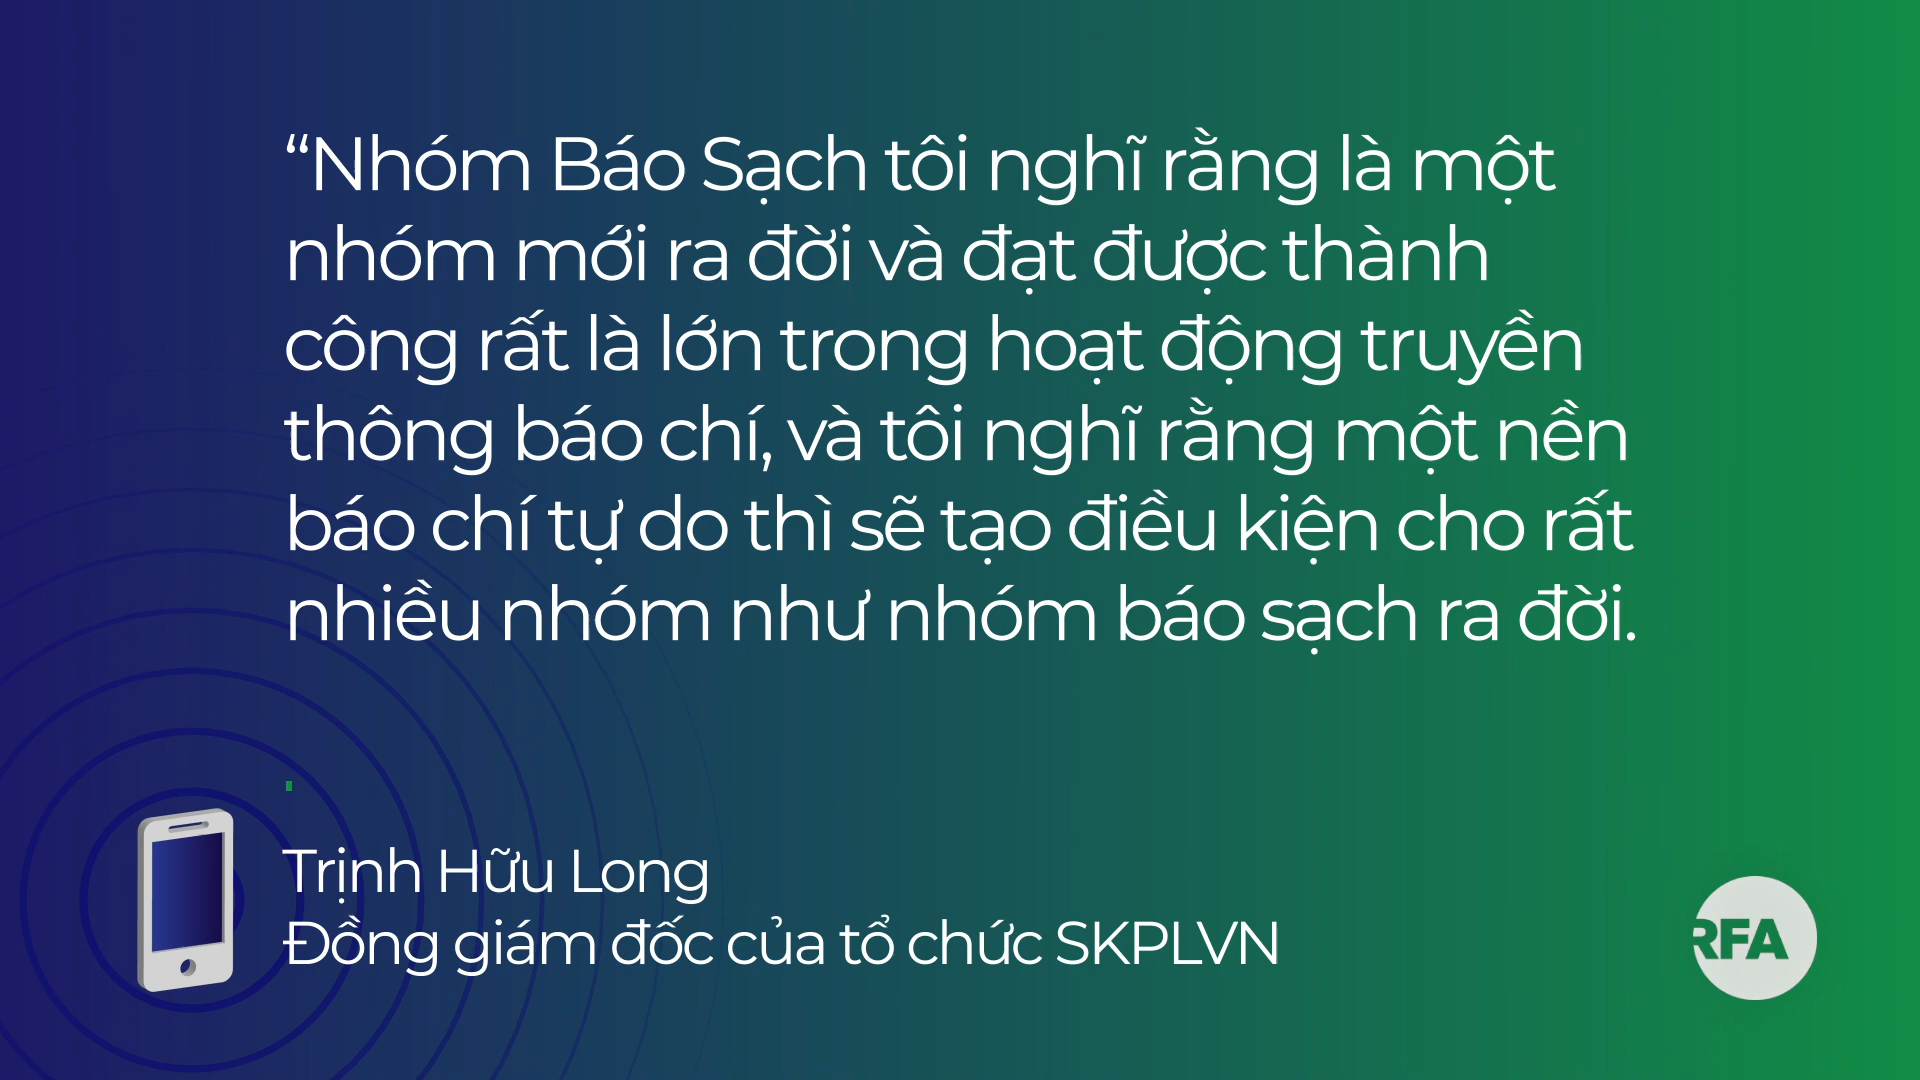 “Nhóm Báo Sạch tôi nghĩ rằng là một
nhóm mới ra đời và đạt được thành
công rất là lớn trong hoạt động truyền
thông báo chí, và tôi nghĩ rằng một nền
báo chí tự do thì sẽ tạo điều kiện cho rất
nhiều nhóm như nhóm báo sạch ra đời.
Trịnh Hữu Long
Đồng giám đốc của tổ chức SKPLVN
RFA